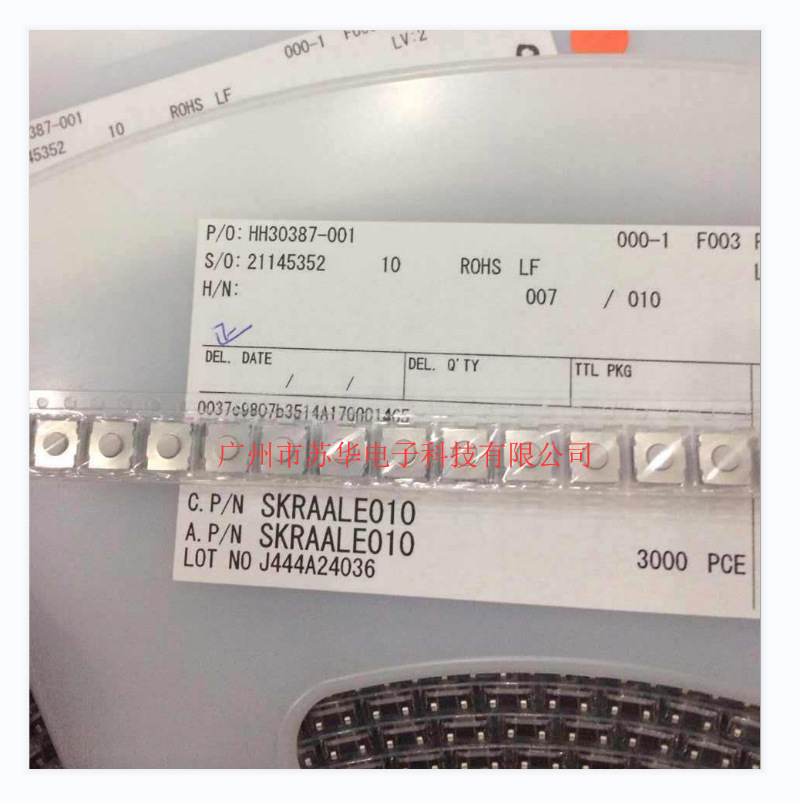 000-1
LV:2
387-001
45352 10 ROHS LF
P/O: HH30387-001 000-1 F003
S/O: 21145352 10 ROHS LF
H/N: 007 / 010
DEL. DATE DEL. Q'TY TTL PKG
/ /
广州市苏华电子科技有限公司
C.P/N SKRAALE010
A.P/N SKRAALE010
LOT NO J444A24036 3000 PCE